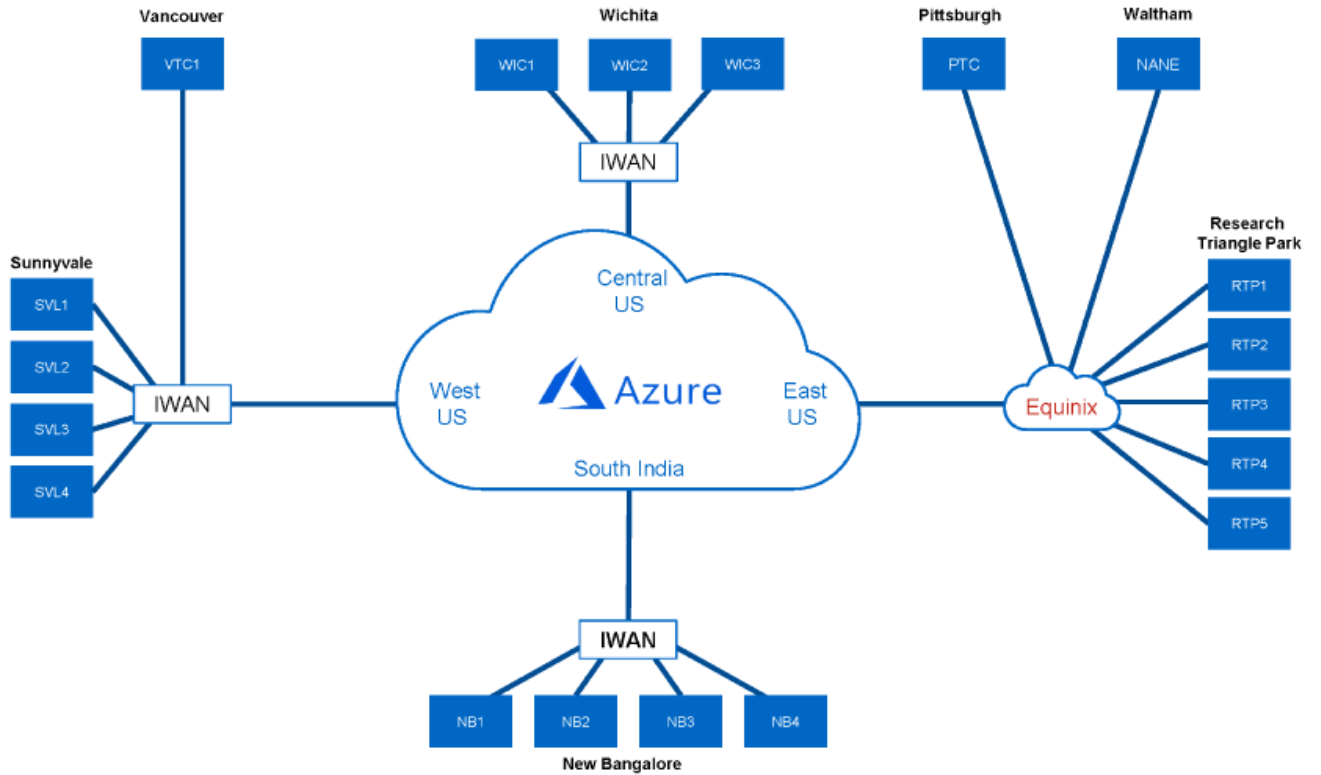 Vancouver
Wichita
Pittsburgh
Waltham
VTC1
WIC1
WIC2
WIC3
PTC
NANE
IWAN
Research
Triangle Park
Sunnyvale
SVL1
SVL2
SVL3
SVL4
IWAN
Central
US
West
US
Azure
East
US
South India
Equinix
RTP1
RTP2
RTP3
RTP4
RTP5
IWAN
NB1
NB2
NB3
NB4
New Bangalore